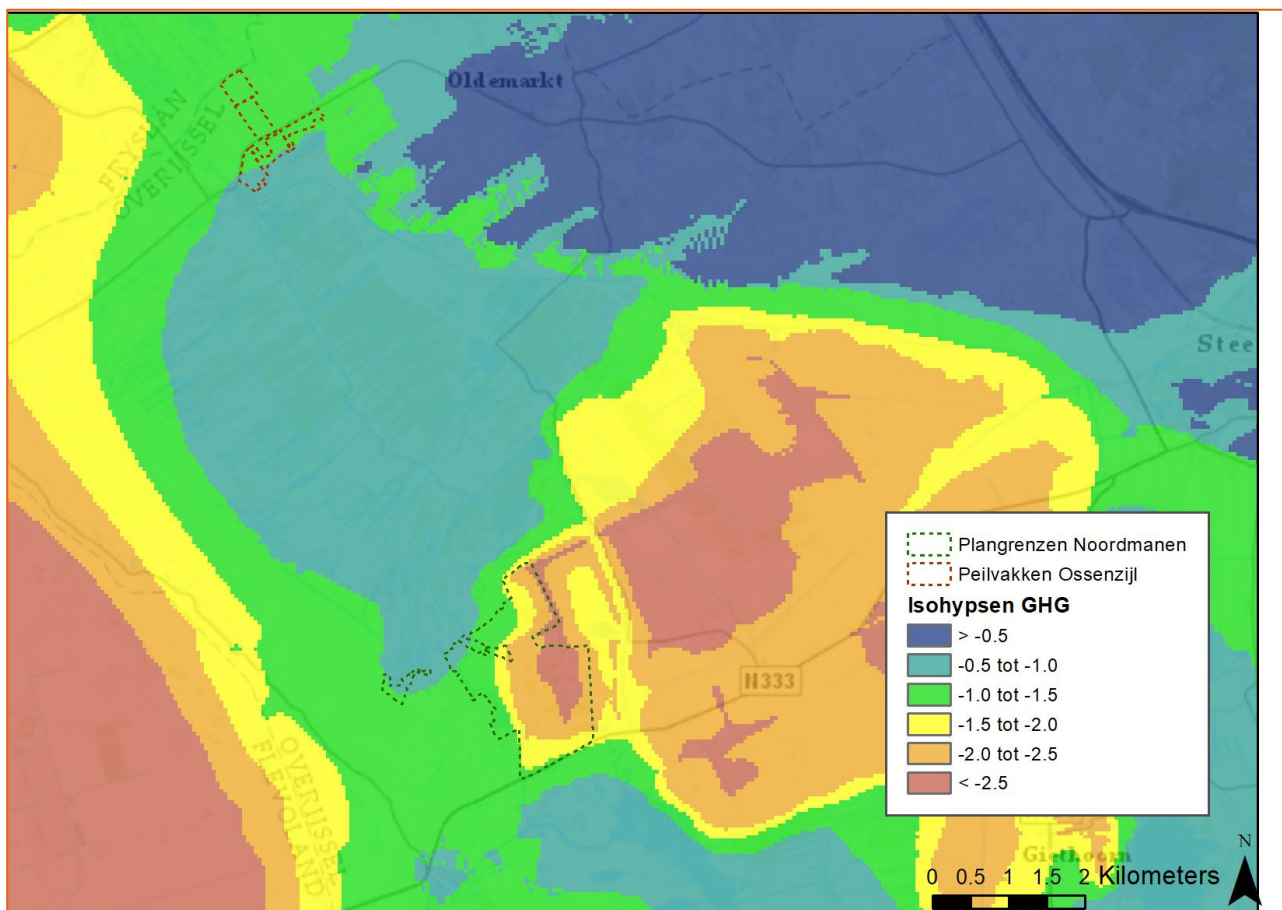 Oldemarkt
FRYSLAN
OVERIJSSEL
Stee
N333
OVERIJSSEL
FLEVOLAND
Plangrenzen Noordmanen
Peilvakken Ossenzijl
Isohypsen GHG
> -0.5
-0.5 tot -1.0
-1.0 tot -1.5
-1.5 tot -2.0
-2.0 tot -2.5
< -2.5
Giethoorn
N
0 0.5 1 1.5 2 Kilometers